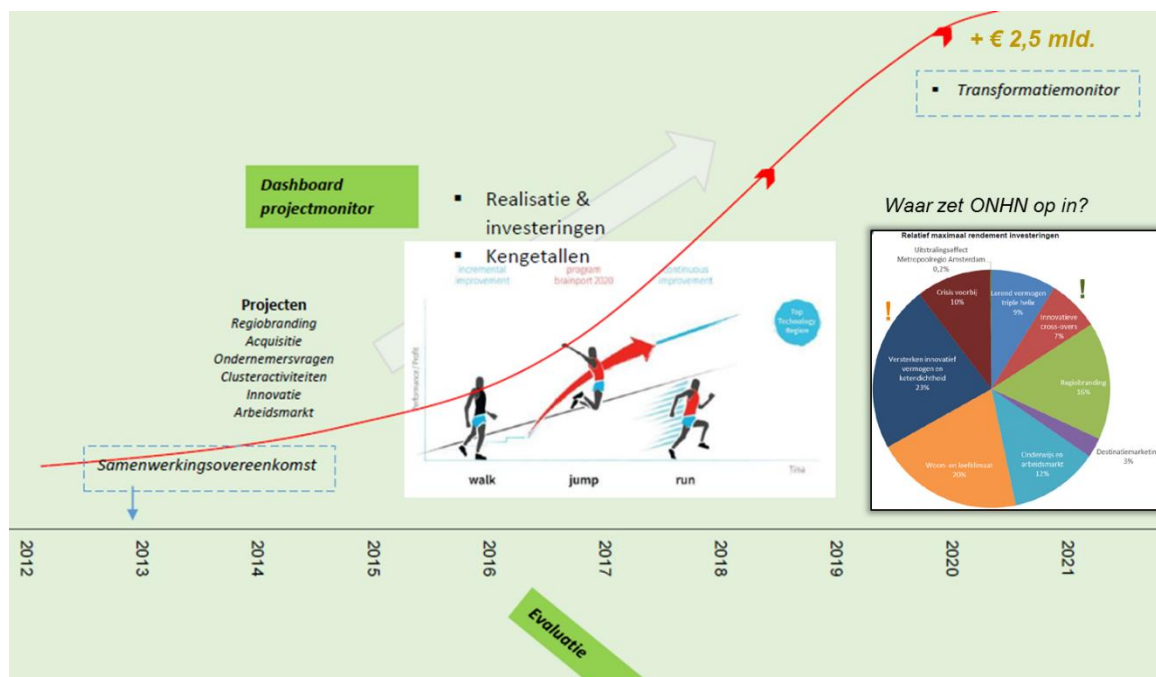 + € 2,5 mld.
Transformatiemonitor
Dashboard
projectmonitor
Realisatie &
investeringen
Kengetallen
Waar zet ONHN op in?
Relatief maximaal rendement investeringen
Uitstralingseffect
Metropoolregio Amsterdam
0,2%
Crisis voorbij
10%
Lerend vermogen
triple helix
9%
!
!
Innovatieve
cross-overs
7%
Versterken innovatief
vermogen en
ketendichtheid
23%
Regiobranding
16%
Destinatiemarketin
3%
Onderwijs en
arbeidsmarkt
12%
Woon- en leefklimaat
20%
incremental
improvement
program
brainport 2020
continuous
improvement
Top
Technology
Region
Performance / Profit
Time
walk
jump
run
Projecten
Regiobranding
Acquisitie
Ondernemersvragen
Clusteractiviteiten
Innovatie
Arbeidsmarkt
Samenwerkingsovereenkomst
2012
2013
2014
2015
2016
2017
2018
2019
2020
2021
Evaluatie